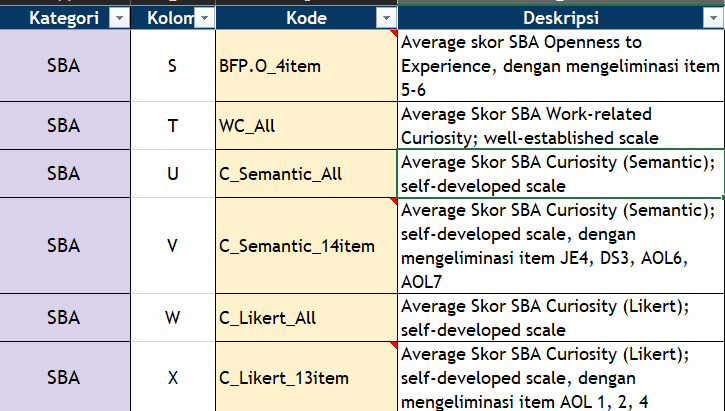 Kategori Kolom Kode Deskripsi
SBA S BFP.O_4item Average skor SBA Openness to
Experience, dengan mengeliminasi item
5-6
SBA T WC_All Average Skor SBA Work-related
Curiosity; well-established scale
SBA U C_Semantic_All Average Skor SBA Curiosity (Semantic);
self-developed scale
SBA V C_Semantic_14item Average Skor SBA Curiosity (Semantic);
self-developed scale, dengan
mengeliminasi item JE4, DS3, AOL6,
AOL7
SBA W C_Likert_All Average Skor SBA Curiosity (Likert);
self-developed scale
SBA X C_Likert_13item Average Skor SBA Curiosity (Likert);
self-developed scale, dengan
mengeliminasi item AOL 1, 2, 4